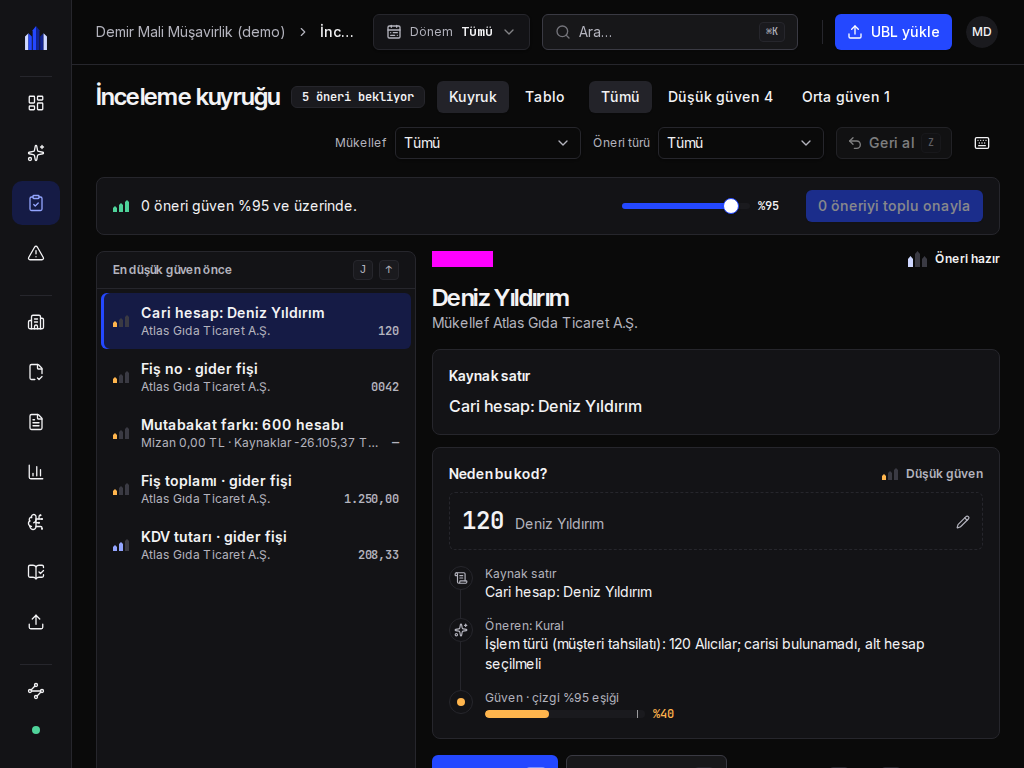 Demir Mali Müşavirlik (demo) > İnc...
Dönem Tümü
Ara...
⌘K
UBL yükle
MD
İnceleme kuyruğu
5 öneri bekliyor
Kuyruk
Tablo
Tümü
Düşük güven 4
Orta güven 1
Mükellef
Tümü
Öneri türü
Tümü
Geri al Z
0 öneri güven %95 ve üzerinde.
%95
0 öneriyi toplu onayla
En düşük güven önce
J ↑
Cari hesap: Deniz Yıldırım
Atlas Gıda Ticaret A.Ş. 120
Fiş no · gider fişi
Atlas Gıda Ticaret A.Ş. 0042
Mutabakat farkı: 600 hesabı
Mizan 0,00 TL · Kaynaklar -26.105,37 T... —
Fiş toplamı · gider fişi
Atlas Gıda Ticaret A.Ş. 1.250,00
KDV tutarı · gider fişi
Atlas Gıda Ticaret A.Ş. 208,33
Öneri hazır
Deniz Yıldırım
Mükellef Atlas Gıda Ticaret A.Ş.
Kaynak satır
Cari hesap: Deniz Yıldırım
Neden bu kod?
Düşük güven
120 Deniz Yıldırım
Kaynak satır
Cari hesap: Deniz Yıldırım
Öneren: Kural
İşlem türü (müşteri tahsilatı): 120 Alıcılar; carisi bulunamadı, alt hesap
seçilmeli
Güven · çizgi %95 eşiği
%40